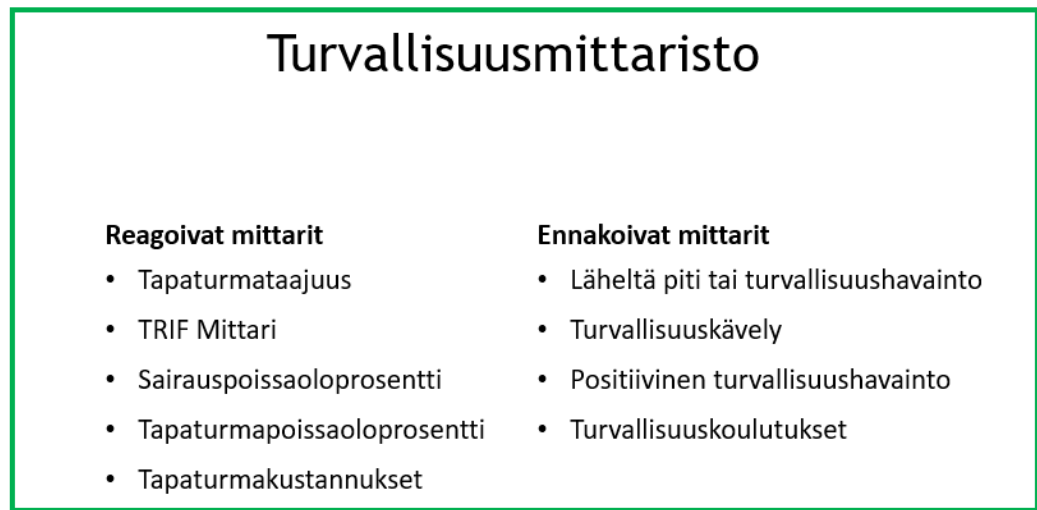 Turvallisuusmittaristo
Reagoivat mittarit
• Tapaturmataajuus
• TRIF Mittari
• Sairauspoissaoloprosentti
• Tapaturmapoissaoloprosentti
• Tapaturmakustannukset
Ennakoivat mittarit
• Läheltä piti tai turvallisuushavainto
• Turvallisuuskävely
• Positiivinen turvallisuushavainto
• Turvallisuuskoulutukset